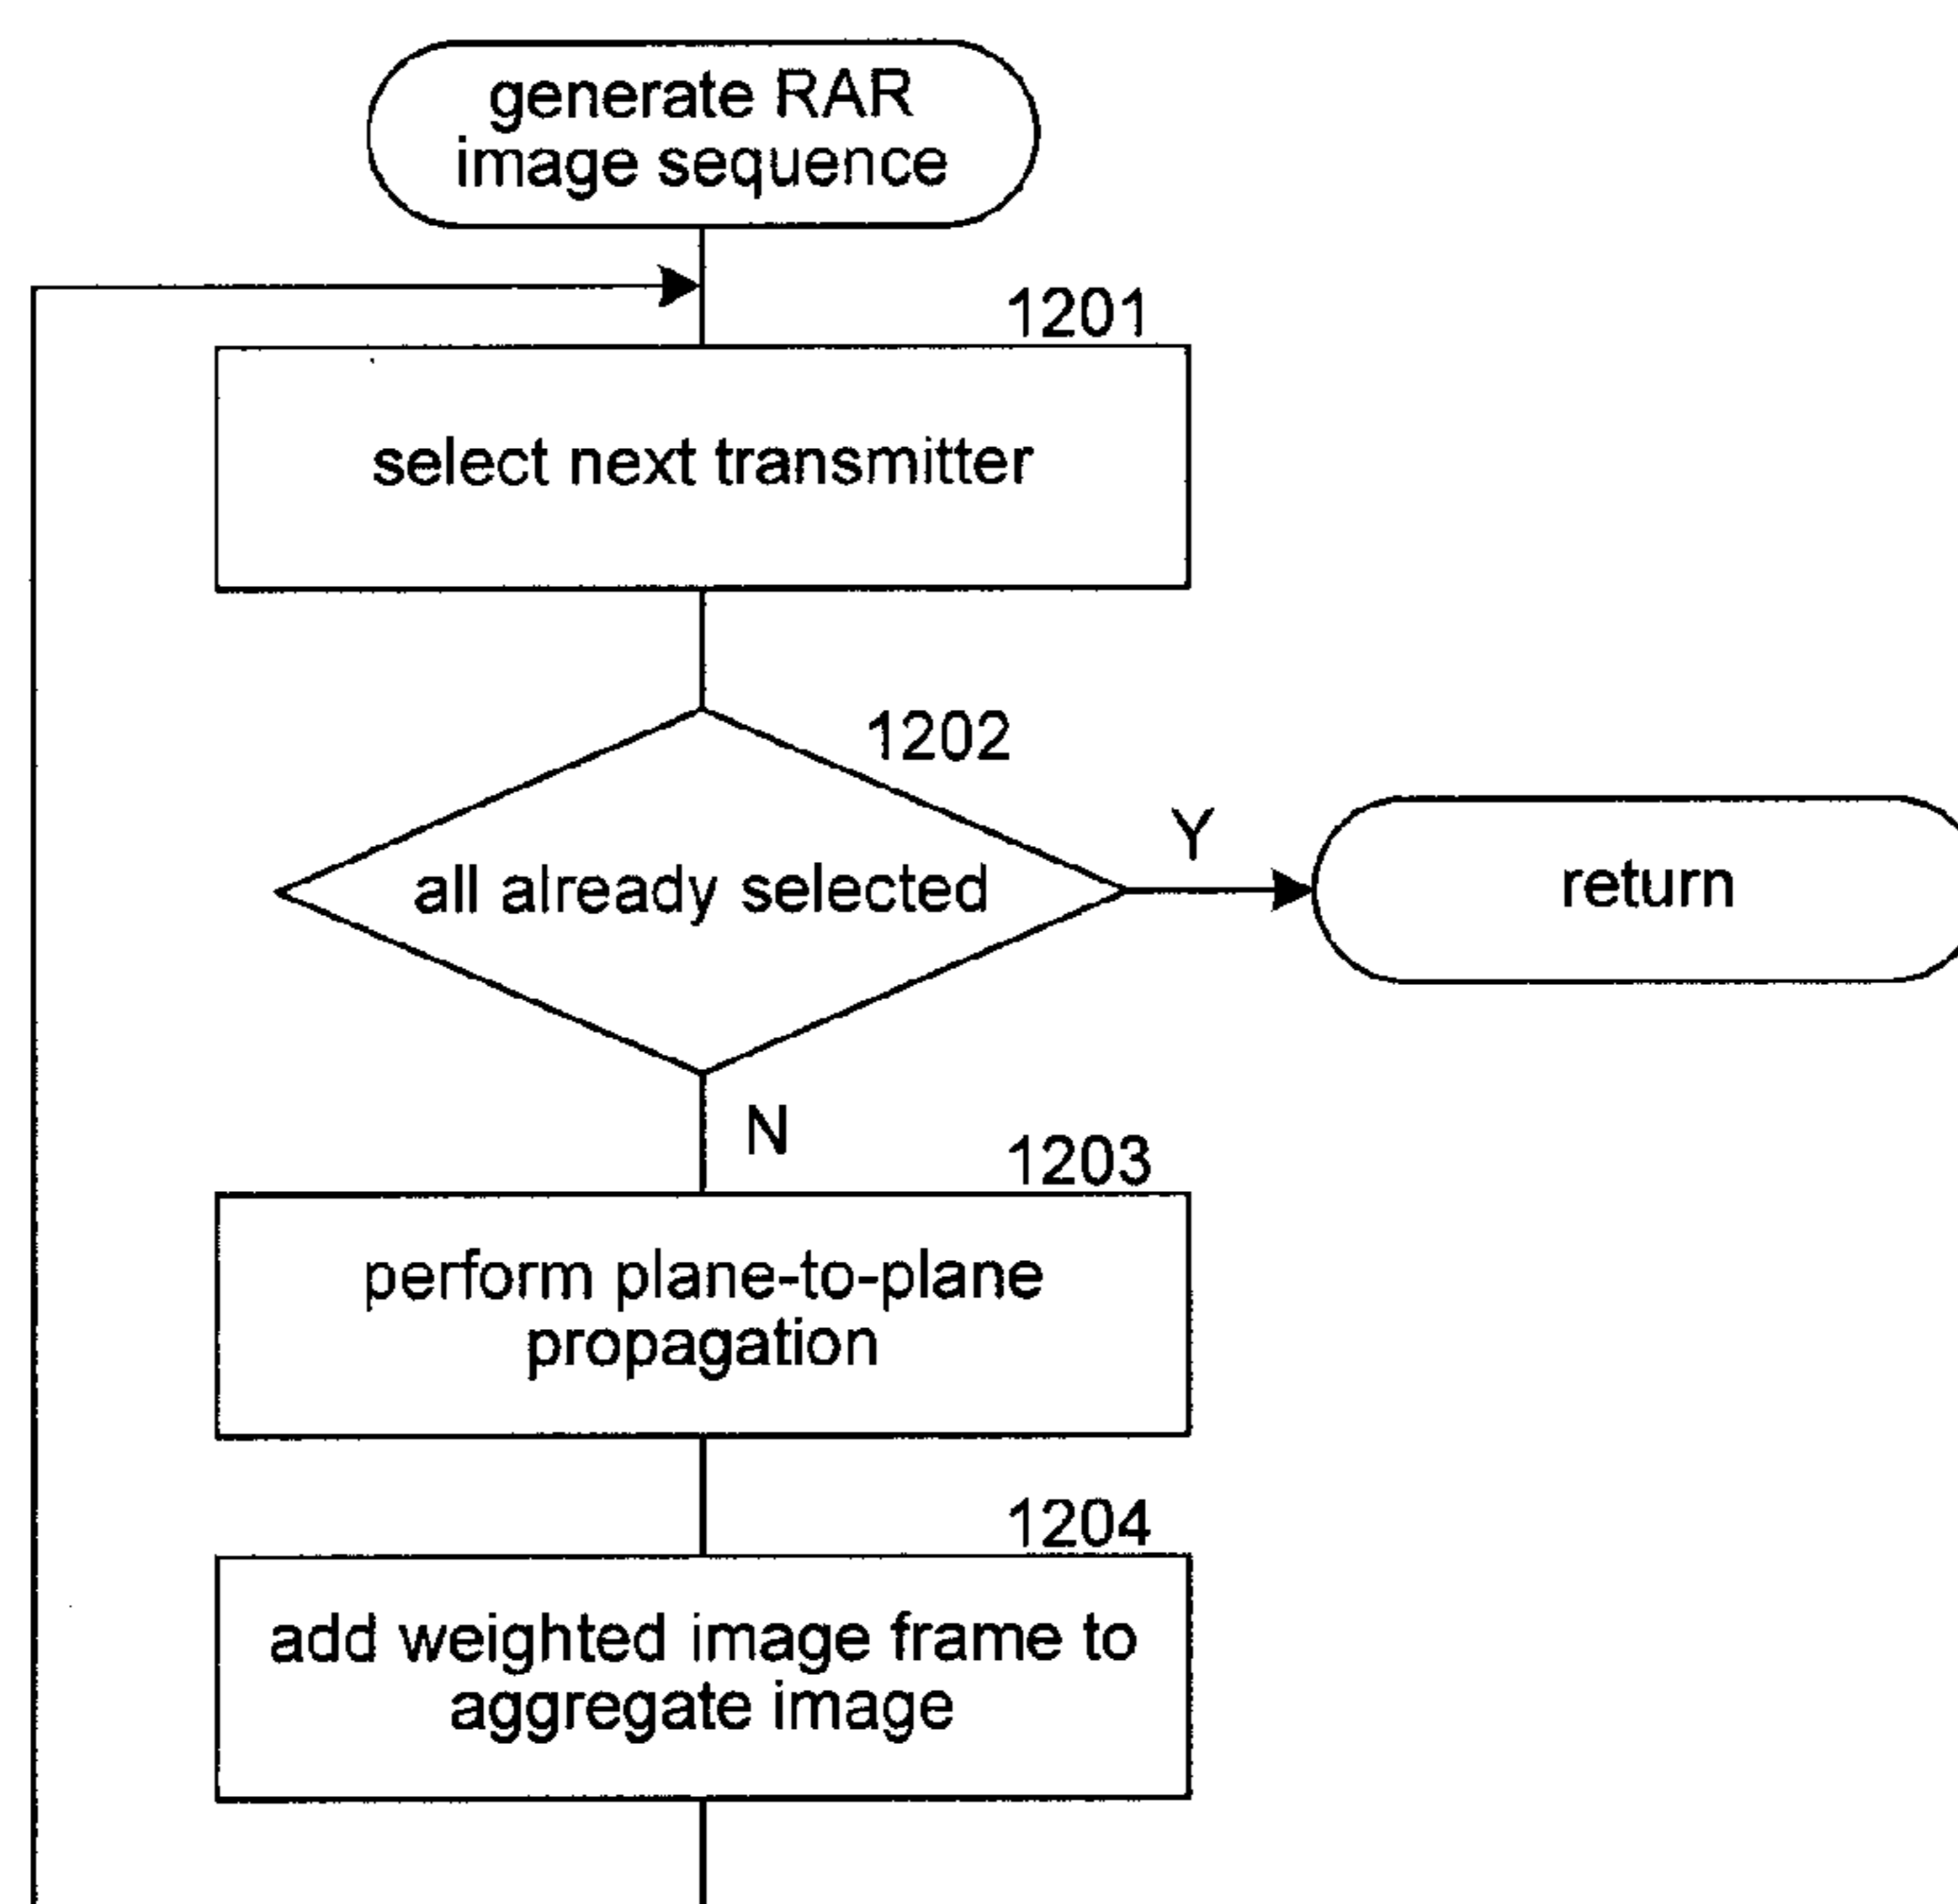 generate RAR
image sequence
1201
select next transmitter
1202
all already selected
Y
return
N
1203
perform plane-to-plane
propagation
1204
add weighted image frame to
aggregate image